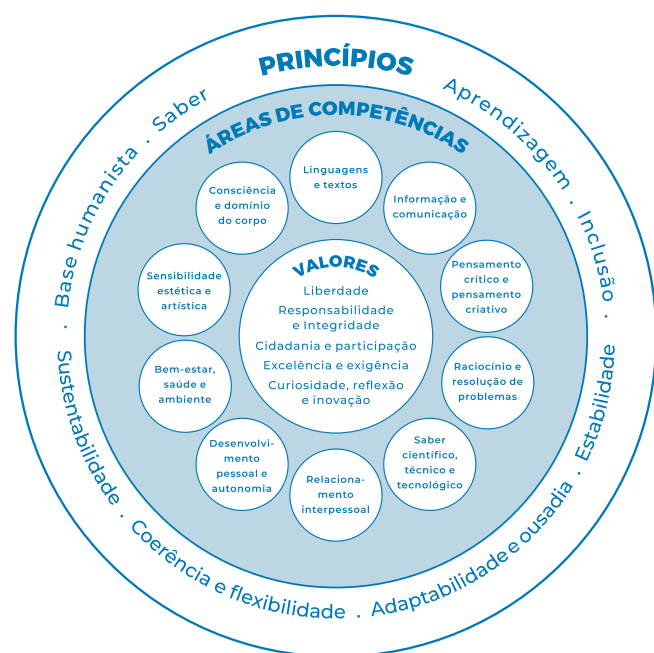 PRINCÍPIOS
Base humanista . Saber
Aprendizagem . Inclusão .
. Estabilidade
Adaptabilidade e ousadia
Coerência e flexibilidade .
Sustentabilidade .
ÁREAS DE COMPETÊNCIAS
Linguagens
e textos
Informação e
comunicação
Pensamento
crítico e
pensamento
criativo
Raciocínio e
resolução de
problemas
Saber
científico,
técnico e
tecnológico
Relaciona-
mento
interpessoal
Desenvolvi-
mento
pessoal e
autonomia
Bem-estar,
saúde e
ambiente
Sensibilidade
estética e
artística
Consciência
e domínio
do corpo
VALORES
Liberdade
Responsabilidade
e Integridade
Cidadania e participação
Excelência e exigência
Curiosidade, reflexão
e inovação